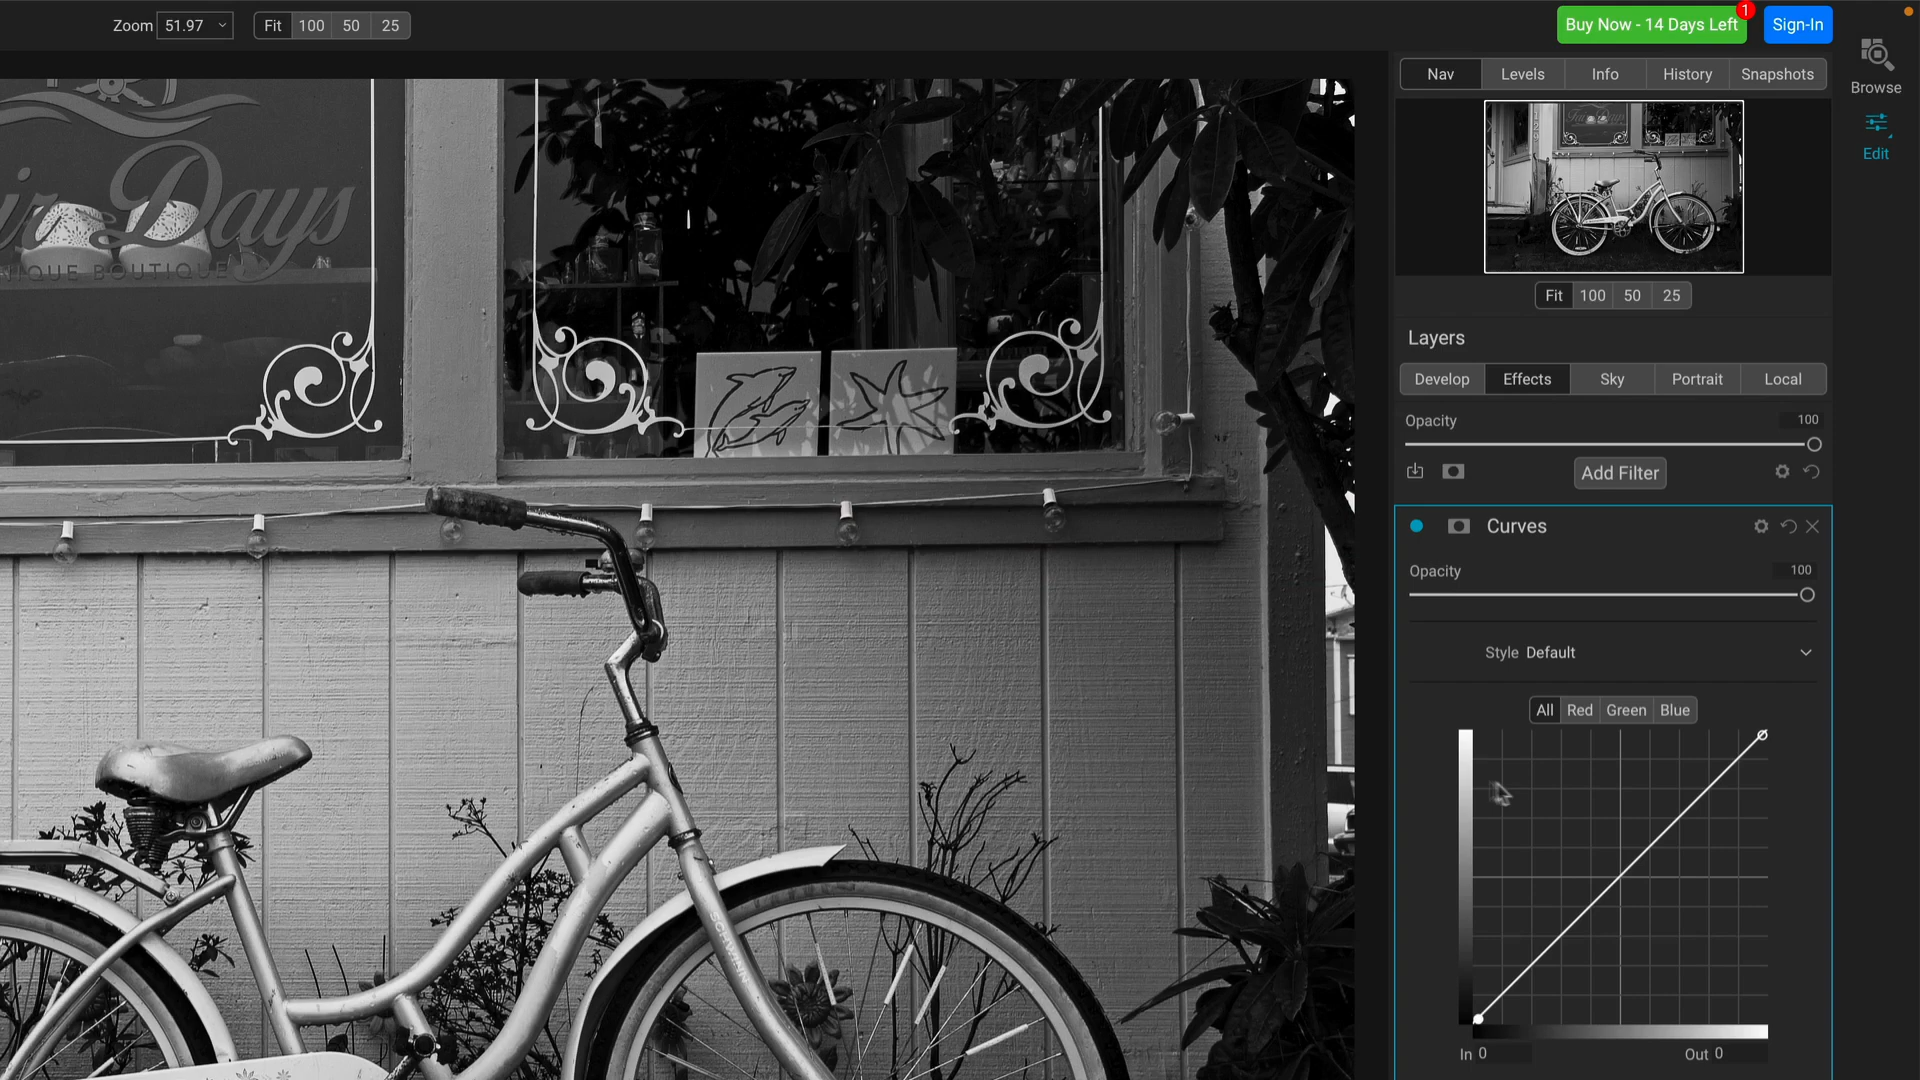 Zoom 51.97 Fit 100 50 25 Buy Now - 14 Days Left 1 Sign-In
Nav Levels Info History Snapshots
Browse
Edit
Days
BOUTIQUE
Fit 100 50 25
Layers
Develop Effects Sky Portrait Local
Opacity 100
Add Filter
Curves
Opacity 100
Style Default
All Red Green Blue
SCHWINN
In 0 Out 0